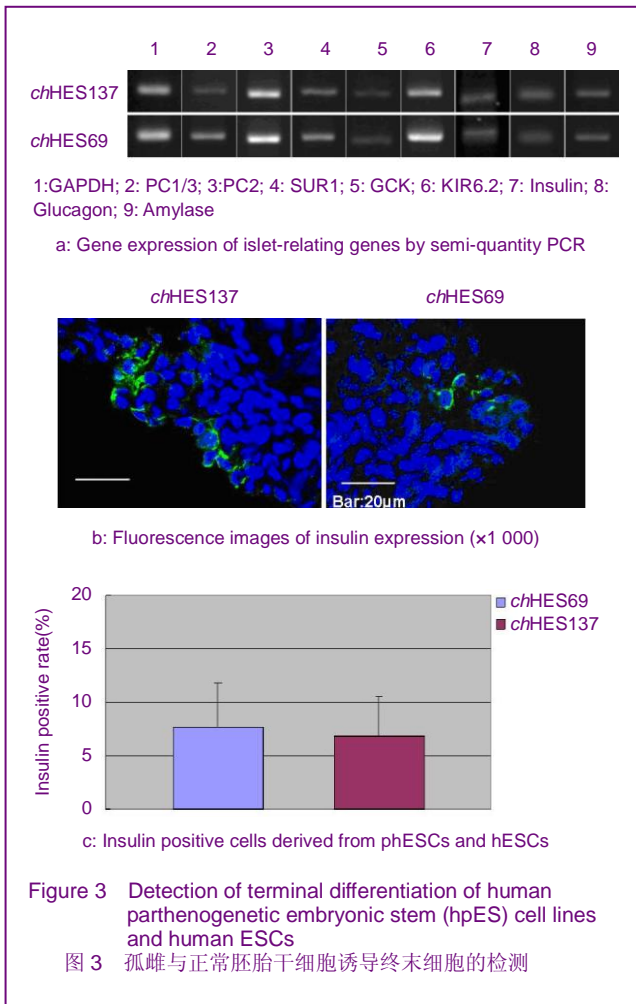 1 2 3 4 5 6 7 8 9
chHES137
chHES69
1:GAPDH; 2: PC1/3; 3:PC2; 4: SUR1; 5: GCK; 6: KIR6.2; 7: Insulin; 8:
Glucagon; 9: Amylase
a: Gene expression of islet-relating genes by semi-quantity PCR
chHES137 chHES69
Bar:20μm
b: Fluorescence images of insulin expression (×1 000)
20
15
10
5
0
Insulin positive rate(%)
chHES69
chHES137
c: Insulin positive cells derived from phESCs and hESCs
Figure 3 Detection of terminal differentiation of human
parthenogenetic embryonic stem (hpES) cell lines
and human ESCs
图 3 孤雌与正常胚胎干细胞诱导终末细胞的检测